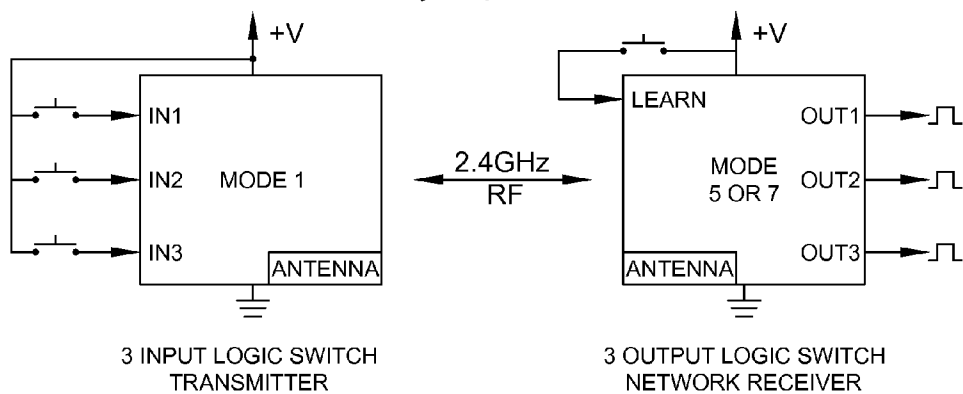 +V
IN1
IN2
IN3
MODE 1
ANTENNA
3 INPUT LOGIC SWITCH
TRANSMITTER
2.4GHz
RF
+V
LEARN
MODE
5 OR 7
OUT1
OUT2
OUT3
ANTENNA
3 OUTPUT LOGIC SWITCH
NETWORK RECEIVER